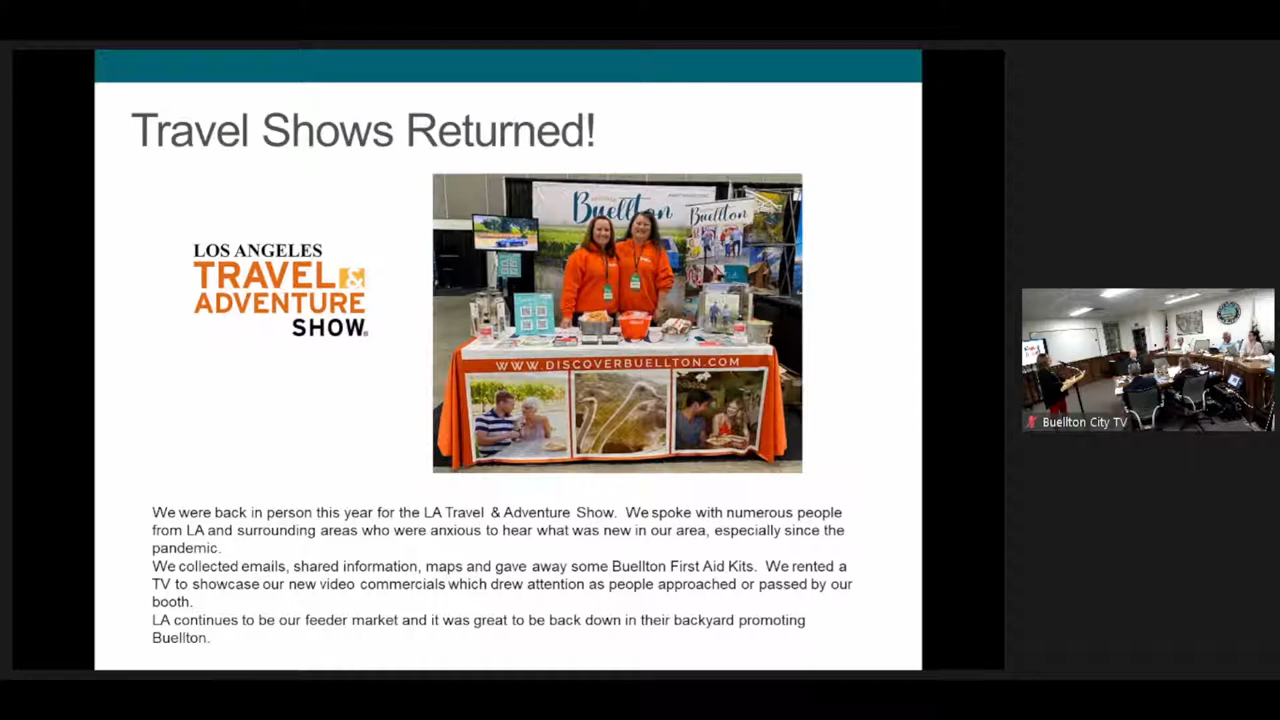 Travel Shows Returned!
LOS ANGELES
TRAVEL &
ADVENTURE
SHOW
Buellton
Buellton
WWW.DISCOVERBUELLTON.COM
We were back in person this year for the LA Travel & Adventure Show. We spoke with numerous people
from LA and surrounding areas who were anxious to hear what was new in our area, especially since the
pandemic.
We collected emails, shared information, maps and gave away some Buellton First Aid Kits. We rented a
TV to showcase our new video commercials which drew attention as people approached or passed by our
booth.
LA continues to be our feeder market and it was great to be back down in their backyard promoting
Buellton.
Buellton City TV